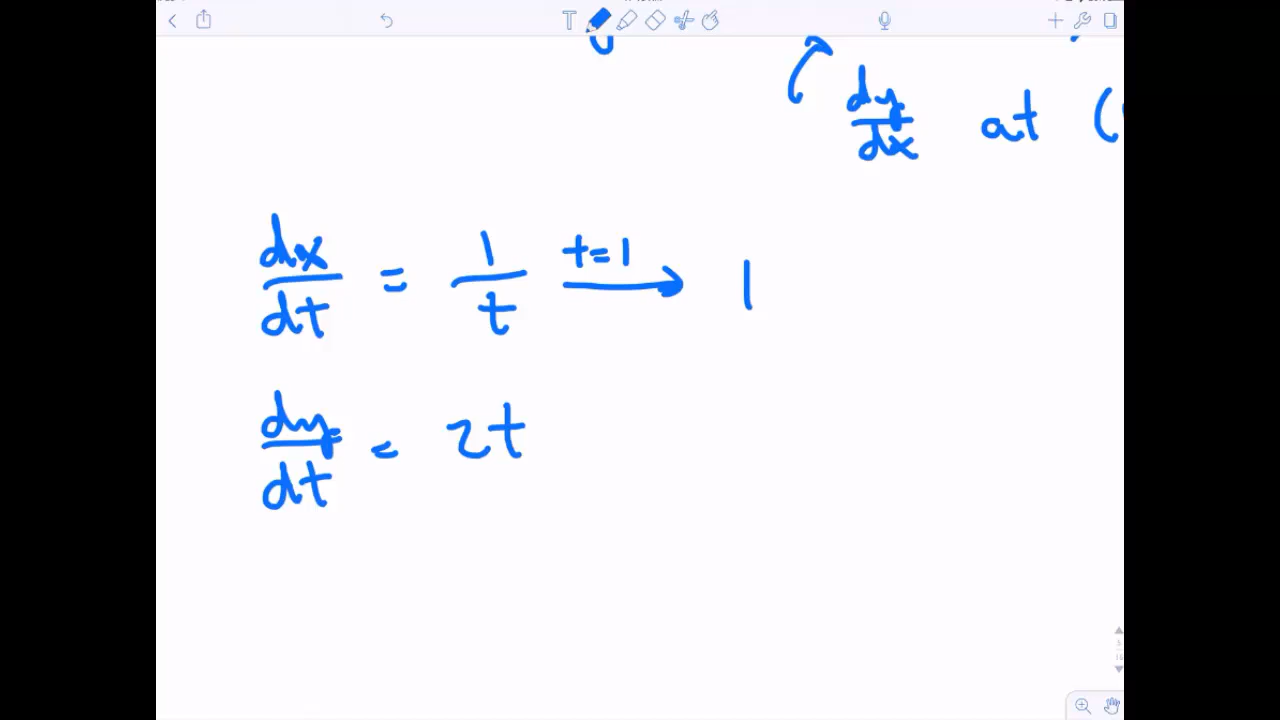 dy/dx at (
dx/dt = 1/t t=1 → 1
dy/dt = 2t